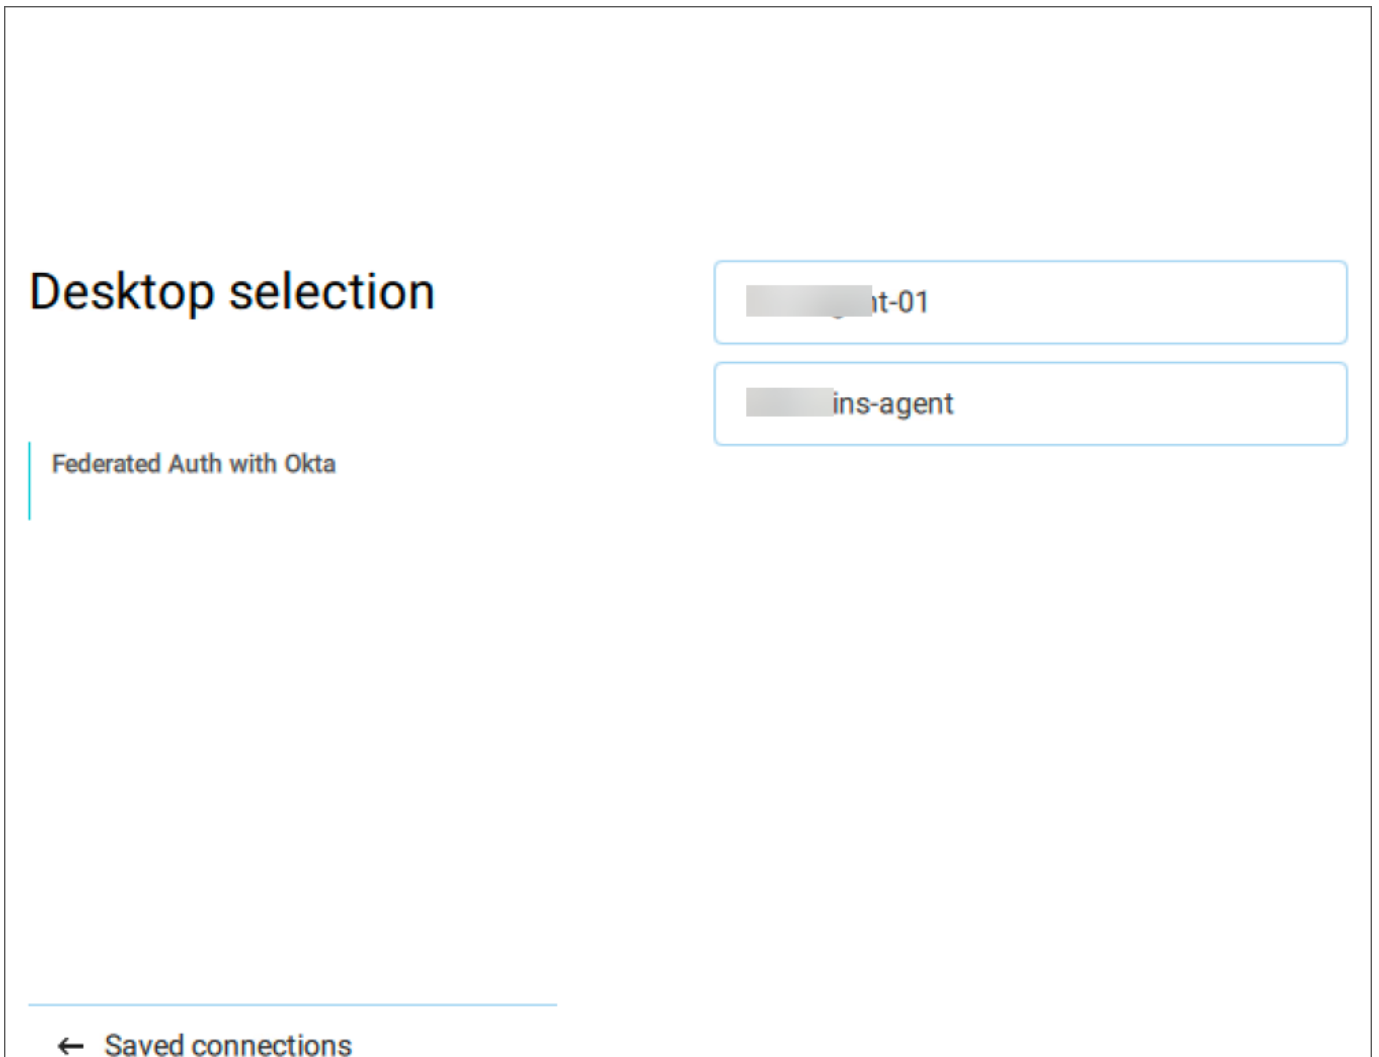 Desktop selection
Federated Auth with Okta
t-01
ins-agent
← Saved connections